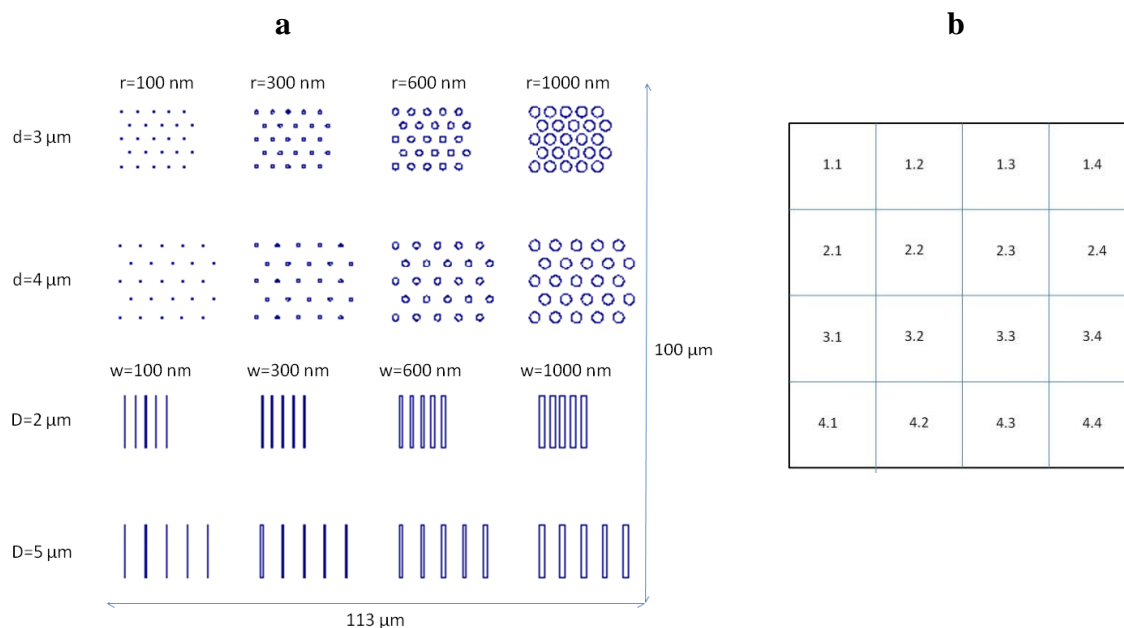 a
b
r=100 nm
r=300 nm
r=600 nm
r=1000 nm
d=3 µm
d=4 µm
w=100 nm
w=300 nm
w=600 nm
w=1000 nm
D=2 µm
D=5 µm
100 µm
113 µm
1.1 1.2 1.3 1.4
2.1 2.2 2.3 2.4
3.1 3.2 3.3 3.4
4.1 4.2 4.3 4.4